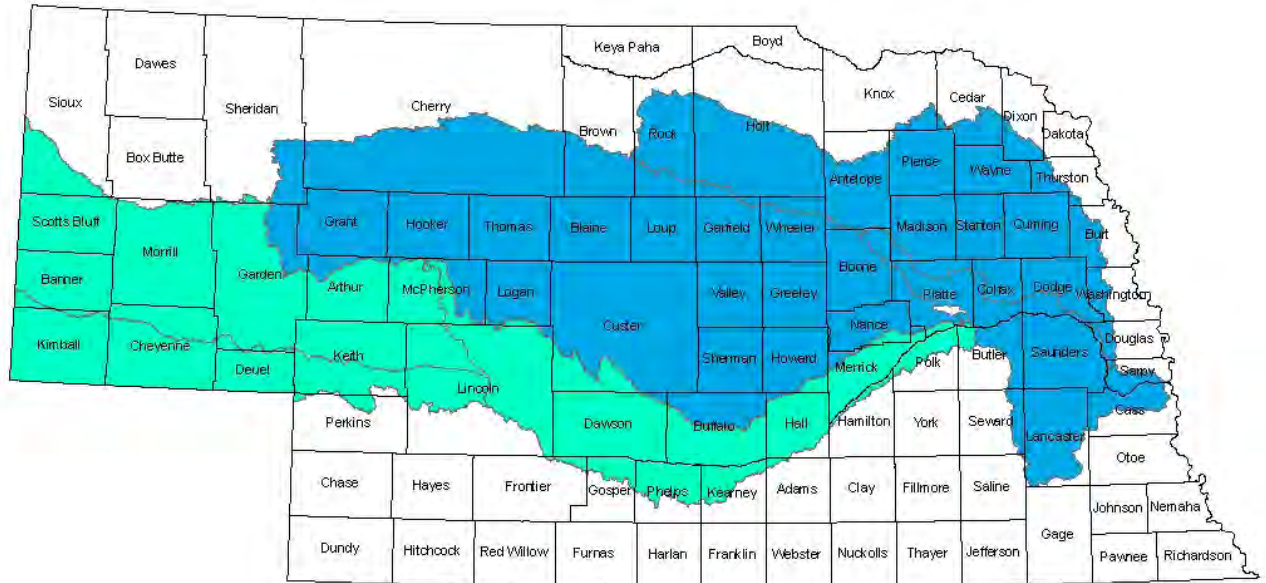 Keya Paha
Boyd
Dawes
Sioux
Sheridan
Cherry
Knox
Cedar
Dixon
Dakota
Brown
Rock
Holt
Box Butte
Pierce
Antelope
Wayne
Thurston
Scotts Bluff
Morrill
Grant
Hooker
Thomas
Blaine
Loup
Garfield
Wheeler
Madison
Stanton
Cuming
Burt
Banner
Garden
Arthur
McPherson
Logan
Valley
Greeley
Boone
Platte
Colfax
Dodge
Washington
Custer
Nance
Kimball
Cheyenne
Deuel
Keith
Lincoln
Sherman
Howard
Merrick
Polk
Butler
Saunders
Douglas
Sarpy
Perkins
Dawson
Buffalo
Hall
Hamilton
York
Seward
Lancaster
Cass
Otoe
Chase
Hayes
Frontier
Gosper
Phelps
Kearney
Adams
Clay
Fillmore
Saline
Johnson
Nemaha
Gage
Dundy
Hitchcock
Red Willow
Furnas
Harlan
Franklin
Webster
Nuckolls
Thayer
Jefferson
Pawnee
Richardson